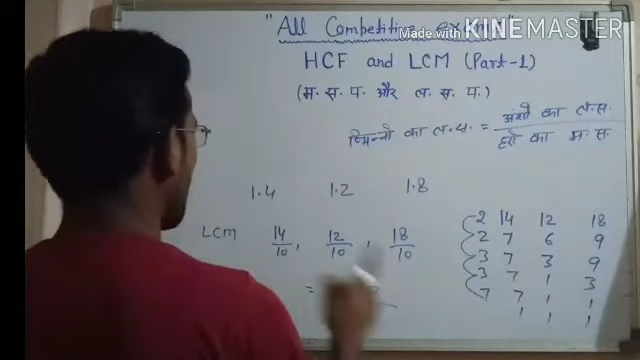 "All Competitive exam"
Made with KINEMASTER
HCF and LCM (Part-1)
(म. स. प. और ल. स. प.)
भिन्नों का ल.स. = अंशों का ल.स.
हरों का म. स.
1.4 1.2 1.8
LCM 14/10, 12/10, 18/10
=
2 14 12 18
2 7 6 9
3 7 3 9
3 7 1 3
7 7 1 1
1 1 1